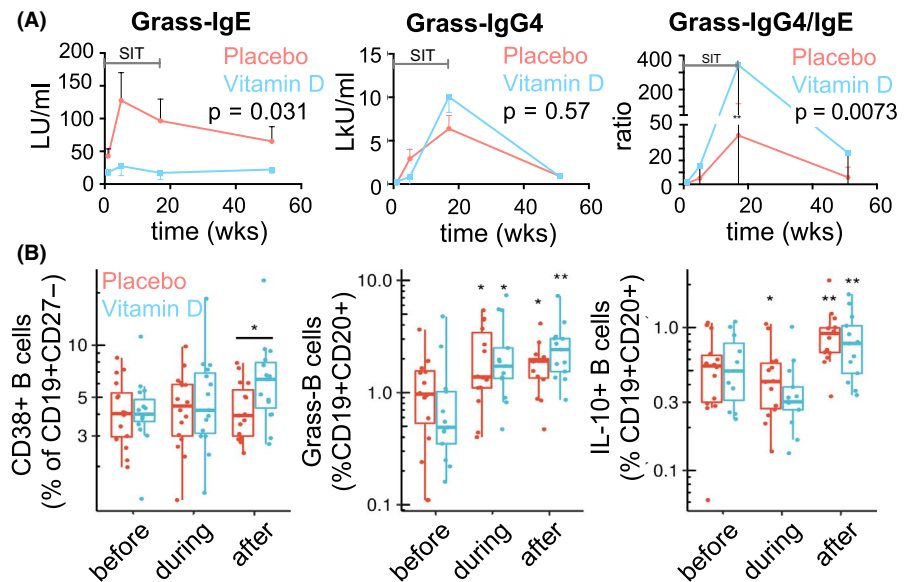 (A)
Grass-IgE
SIT
Placebo
Vitamin D
p = 0.031
LU/ml
200
150
100
50
0
0 20 40 60
time (wks)
Grass-IgG4
SIT
Placebo
Vitamin D
p = 0.57
LkU/ml
15
10
5
0
0 20 40 60
time (wks)
Grass-IgG4/IgE
SIT
Placebo
Vitamin D
p = 0.0073
ratio
400
200
50
20
0
**
0 20 40 60
time (wks)
(B)
Placebo
Vitamin D
*
CD38+ B cells
(% of CD19+CD27−)
10
5
3
before during after
* * * **
Grass-B cells
(%CD19+CD20+)
10.0
1.0
0.1
before during after
* ** **
IL-10+ B cells
(% CD19+CD20+)
1.0
0.3
0.1
before during after